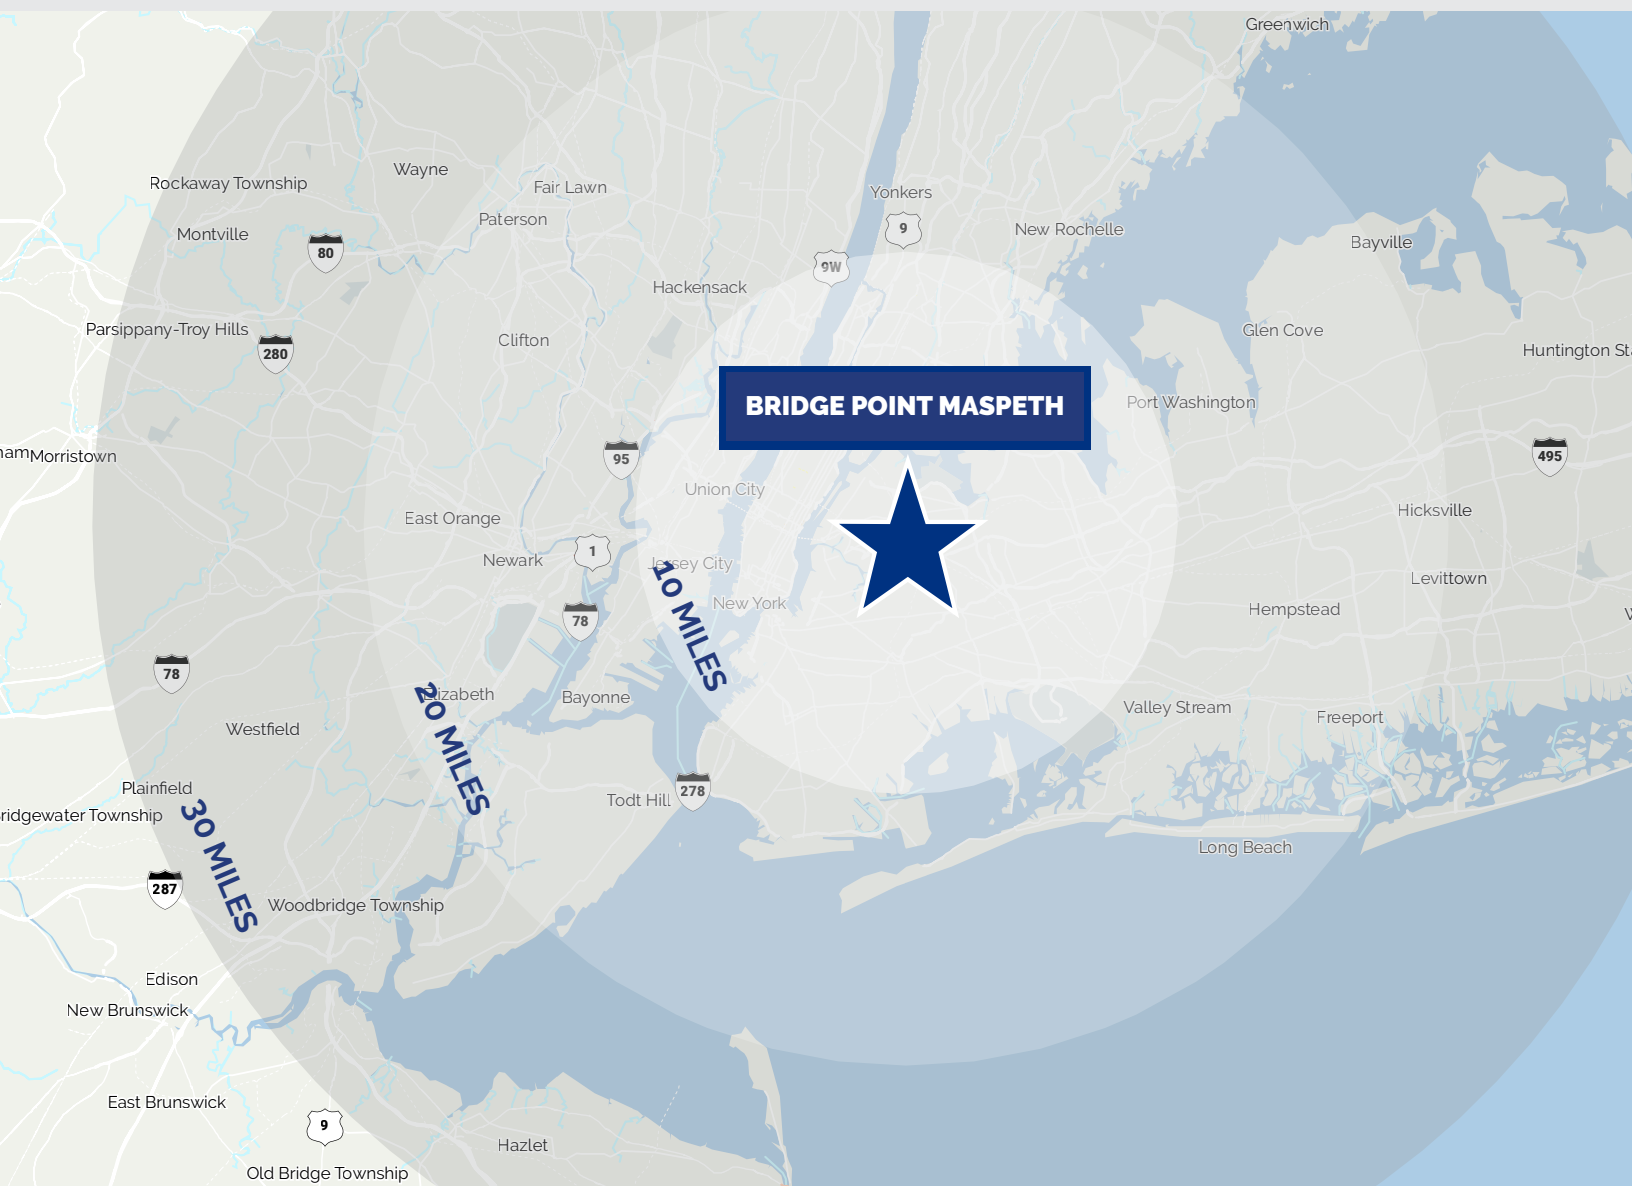 Greenwich
Wayne
Rockaway Township
Fair Lawn
Yonkers
Paterson
9
New Rochelle
Montville
Bayville
80
9W
Hackensack
Parsippany-Troy Hills
Glen Cove
Clifton
280
Huntington Sta
Port Washington
BRIDGE POINT MASPETH
Morristown
95
495
Union City
Hicksville
East Orange
1
Newark
Jersey City
Levittown
New York
Hempstead
78
10 MILES
78
Elizabeth
Bayonne
Valley Stream
Freeport
20 MILES
Westfield
Plainfield
278
Todt Hill
ridgewater Township
30 MILES
Long Beach
287
Woodbridge Township
Edison
New Brunswick
East Brunswick
9
Hazlet
Old Bridge Township